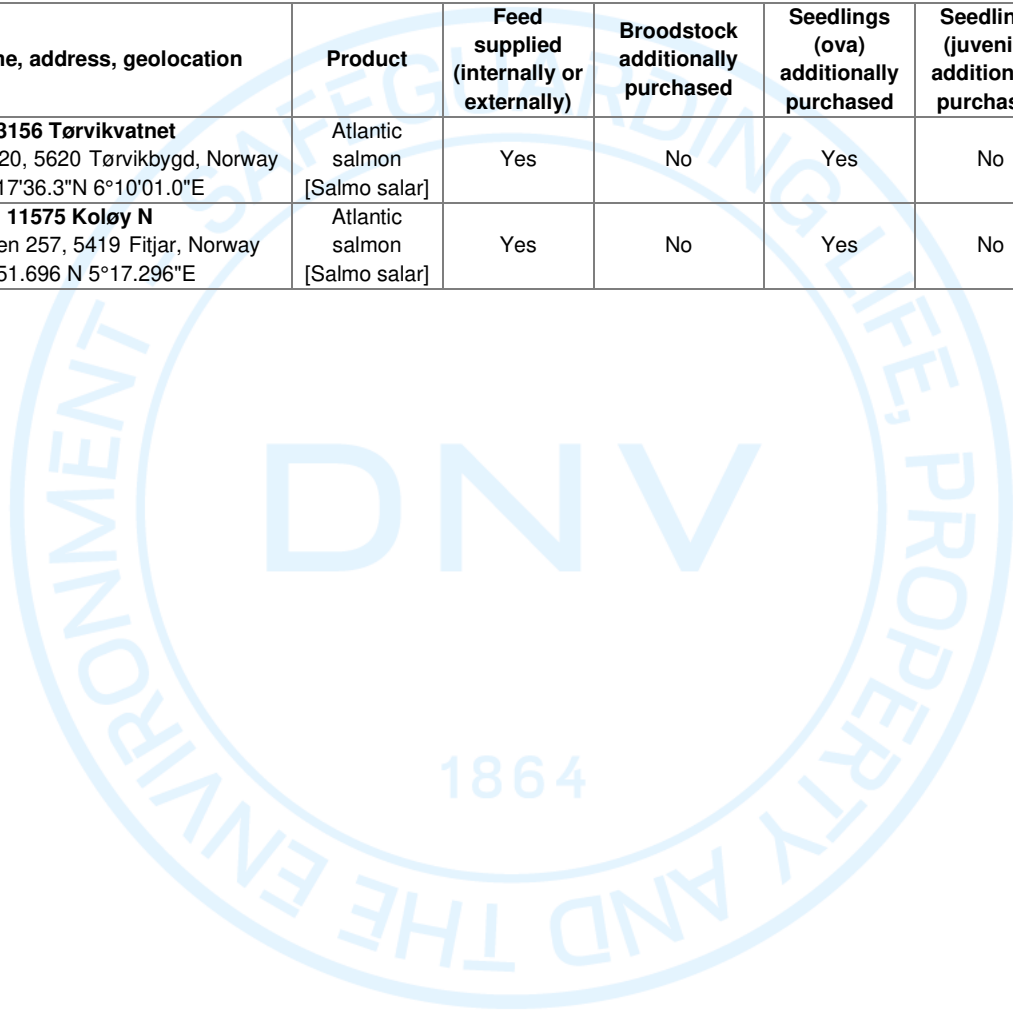 ne, address, geolocation
Product
Feed
supplied
(internally or
externally)
Broodstock
additionally
purchased
Seedlings
(ova)
additionally
purchased
Seedlin
(juveni
addition
purchas
3156 Tørvikvatnet
20, 5620 Tørvikbygd, Norway
17'36.3"N 6°10'01.0"E
Atlantic
salmon
[Salmo salar]
Yes
No
Yes
No
11575 Koløy N
en 257, 5419 Fitjar, Norway
51.696 N 5°17.296"E
Atlantic
salmon
[Salmo salar]
Yes
No
Yes
No
SAFEGUARDING LIFE, PROPERTY AND THE ENVIRONMENT
DNV
1864